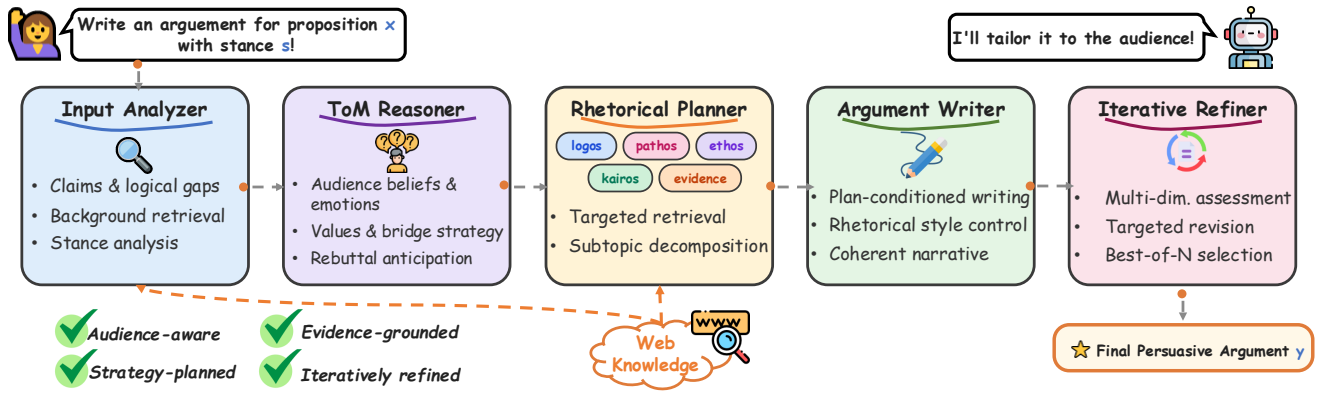 Write an arguement for proposition x
with stance s!
I'll tailor it to the audience!
Input Analyzer
• Claims & logical gaps
• Background retrieval
• Stance analysis
ToM Reasoner
• Audience beliefs &
emotions
• Values & bridge strategy
• Rebuttal anticipation
Rhetorical Planner
logos pathos ethos
kairos evidence
• Targeted retrieval
• Subtopic decomposition
Argument Writer
• Plan-conditioned writing
• Rhetorical style control
• Coherent narrative
Iterative Refiner
• Multi-dim. assessment
• Targeted revision
• Best-of-N selection
Audience-aware
Evidence-grounded
Strategy-planned
Iteratively refined
www
Web
Knowledge
Final Persuasive Argument y